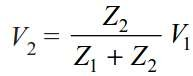 V₂ = Z₂ / (Z₁ + Z₂) V₁